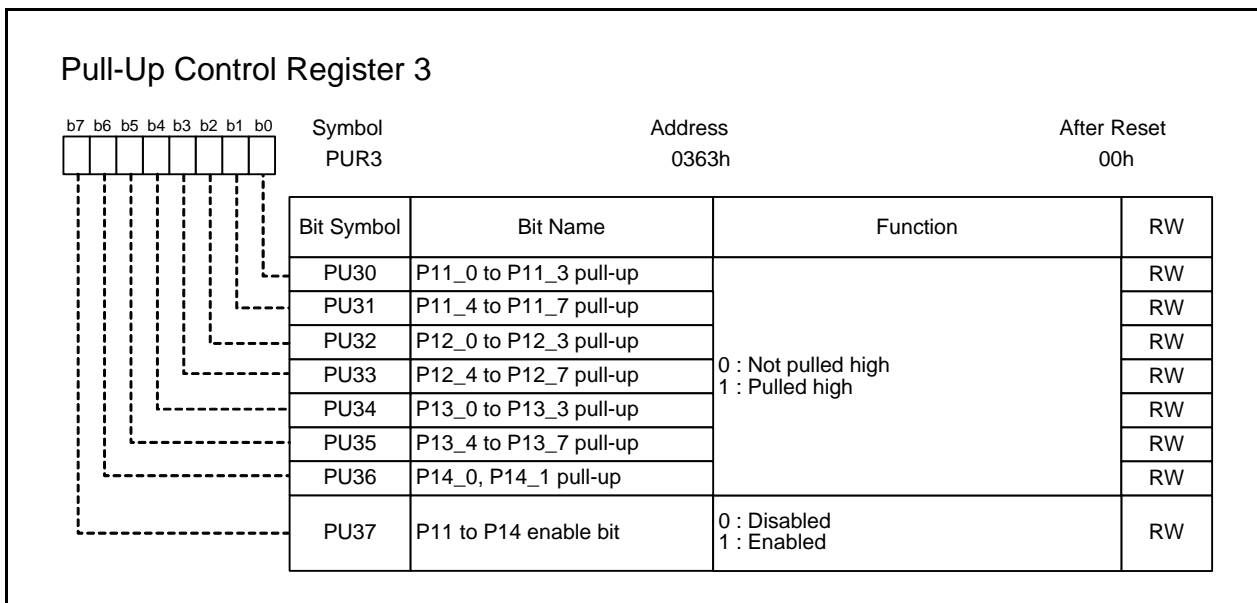 Pull-Up Control Register 3
b7 b6 b5 b4 b3 b2 b1 b0 Symbol Address After Reset
PUR3 0363h 00h
Bit Symbol Bit Name Function RW
PU30 P11_0 to P11_3 pull-up RW
PU31 P11_4 to P11_7 pull-up RW
PU32 P12_0 to P12_3 pull-up RW
0 : Not pulled high
1 : Pulled high
PU33 P12_4 to P12_7 pull-up RW
PU34 P13_0 to P13_3 pull-up RW
PU35 P13_4 to P13_7 pull-up RW
PU36 P14_0, P14_1 pull-up RW
PU37 P11 to P14 enable bit 0 : Disabled RW
1 : Enabled